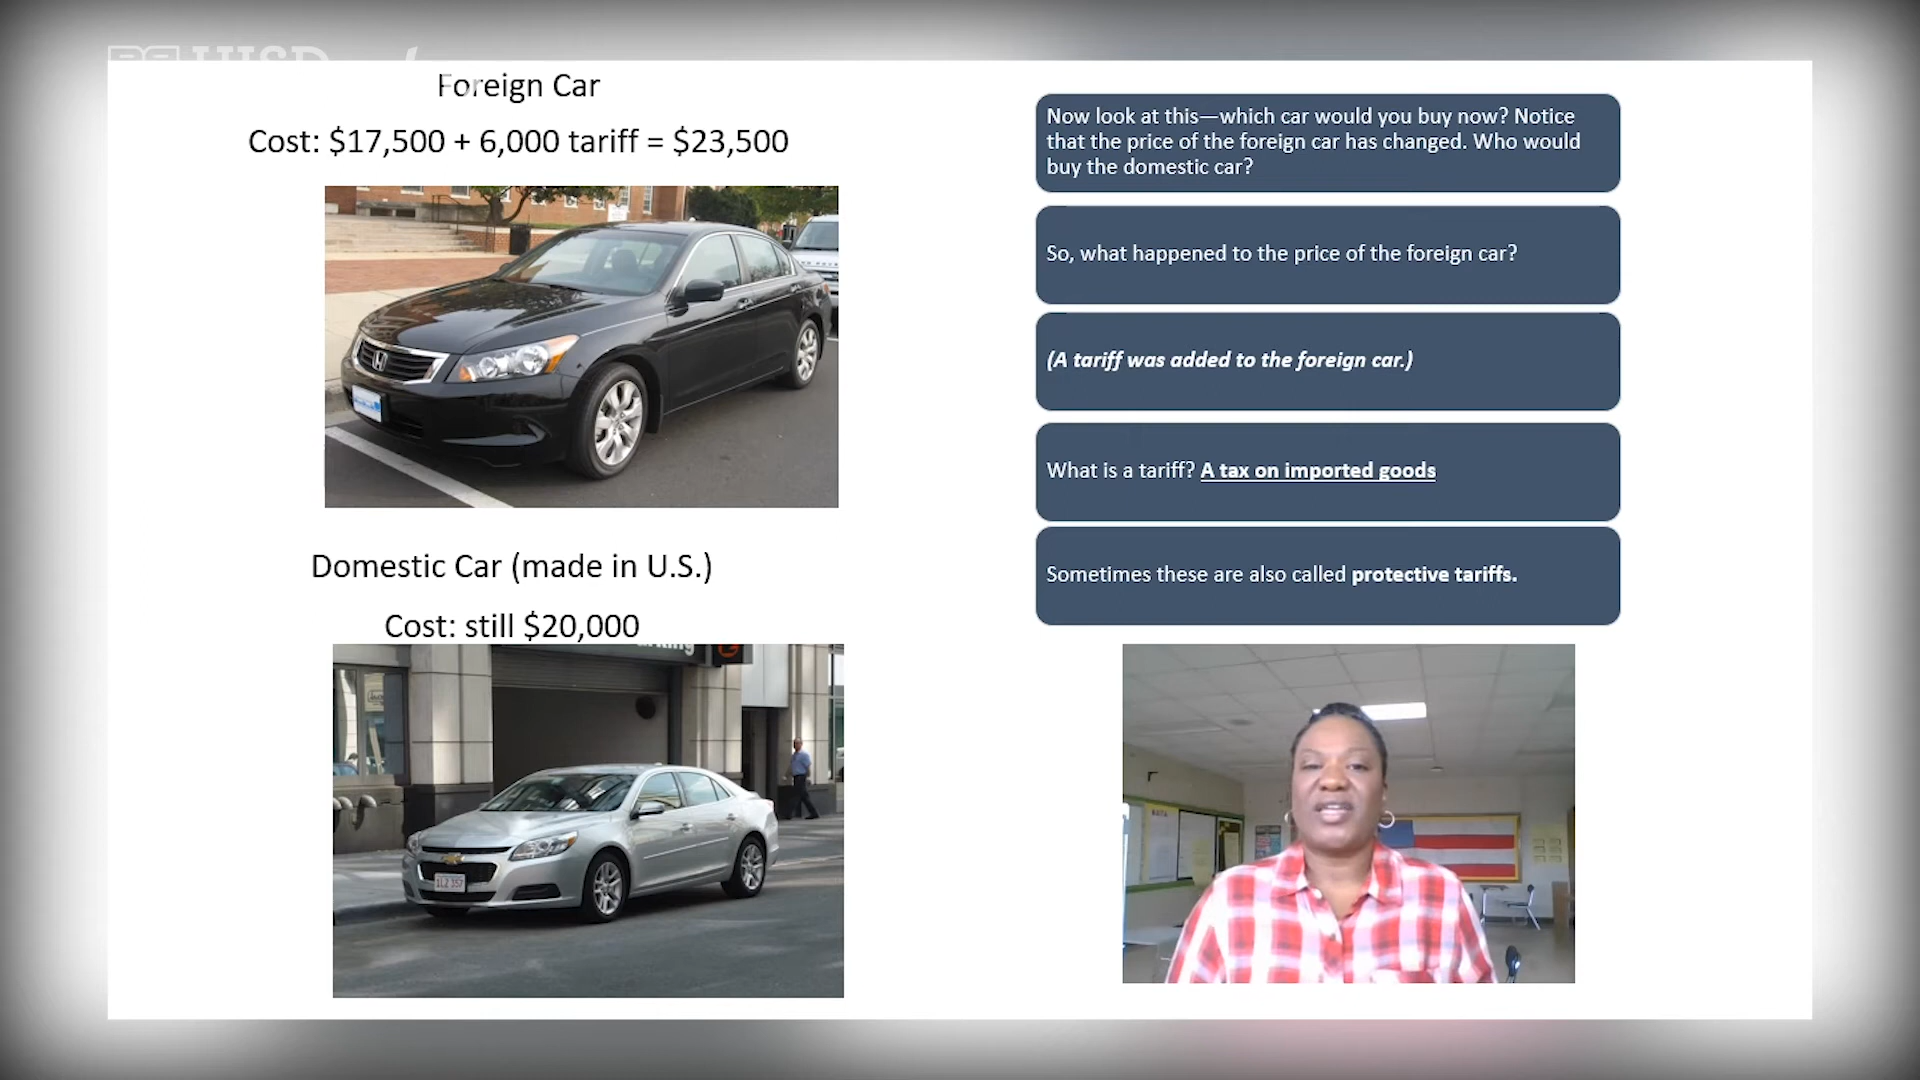 Foreign Car
Cost: $17,500 + 6,000 tariff = $23,500
Domestic Car (made in U.S.)
Cost: still $20,000
Now look at this—which car would you buy now? Notice
that the price of the foreign car has changed. Who would
buy the domestic car?
So, what happened to the price of the foreign car?
(A tariff was added to the foreign car.)
What is a tariff? A tax on imported goods
Sometimes these are also called protective tariffs.